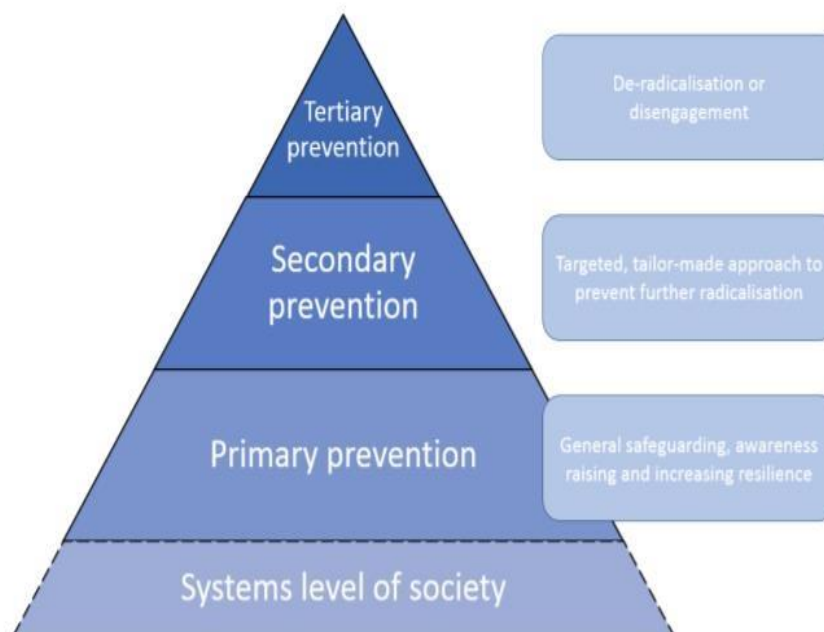 Tertiary
prevention
De-radicalisation or
disengagement
Secondary
prevention
Targeted, tailor-made approach to
prevent further radicalisation
Primary prevention
General safeguarding, awareness
raising and increasing resilience
Systems level of society